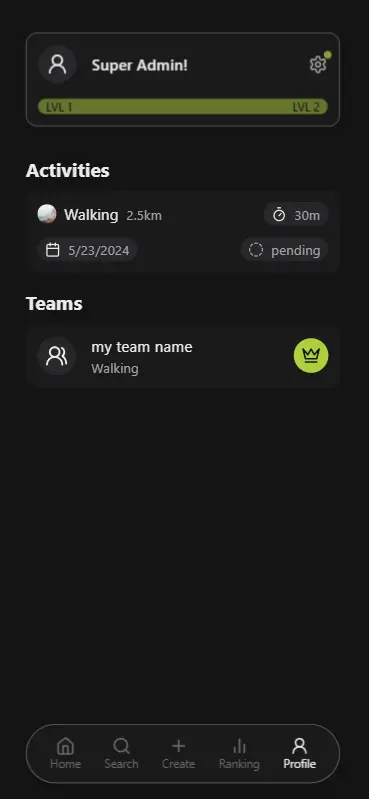 Super Admin!
LVL 1 LVL 2
Activities
Walking 2.5km 30m
5/23/2024 pending
Teams
my team name
Walking
Home Search Create Ranking Profile